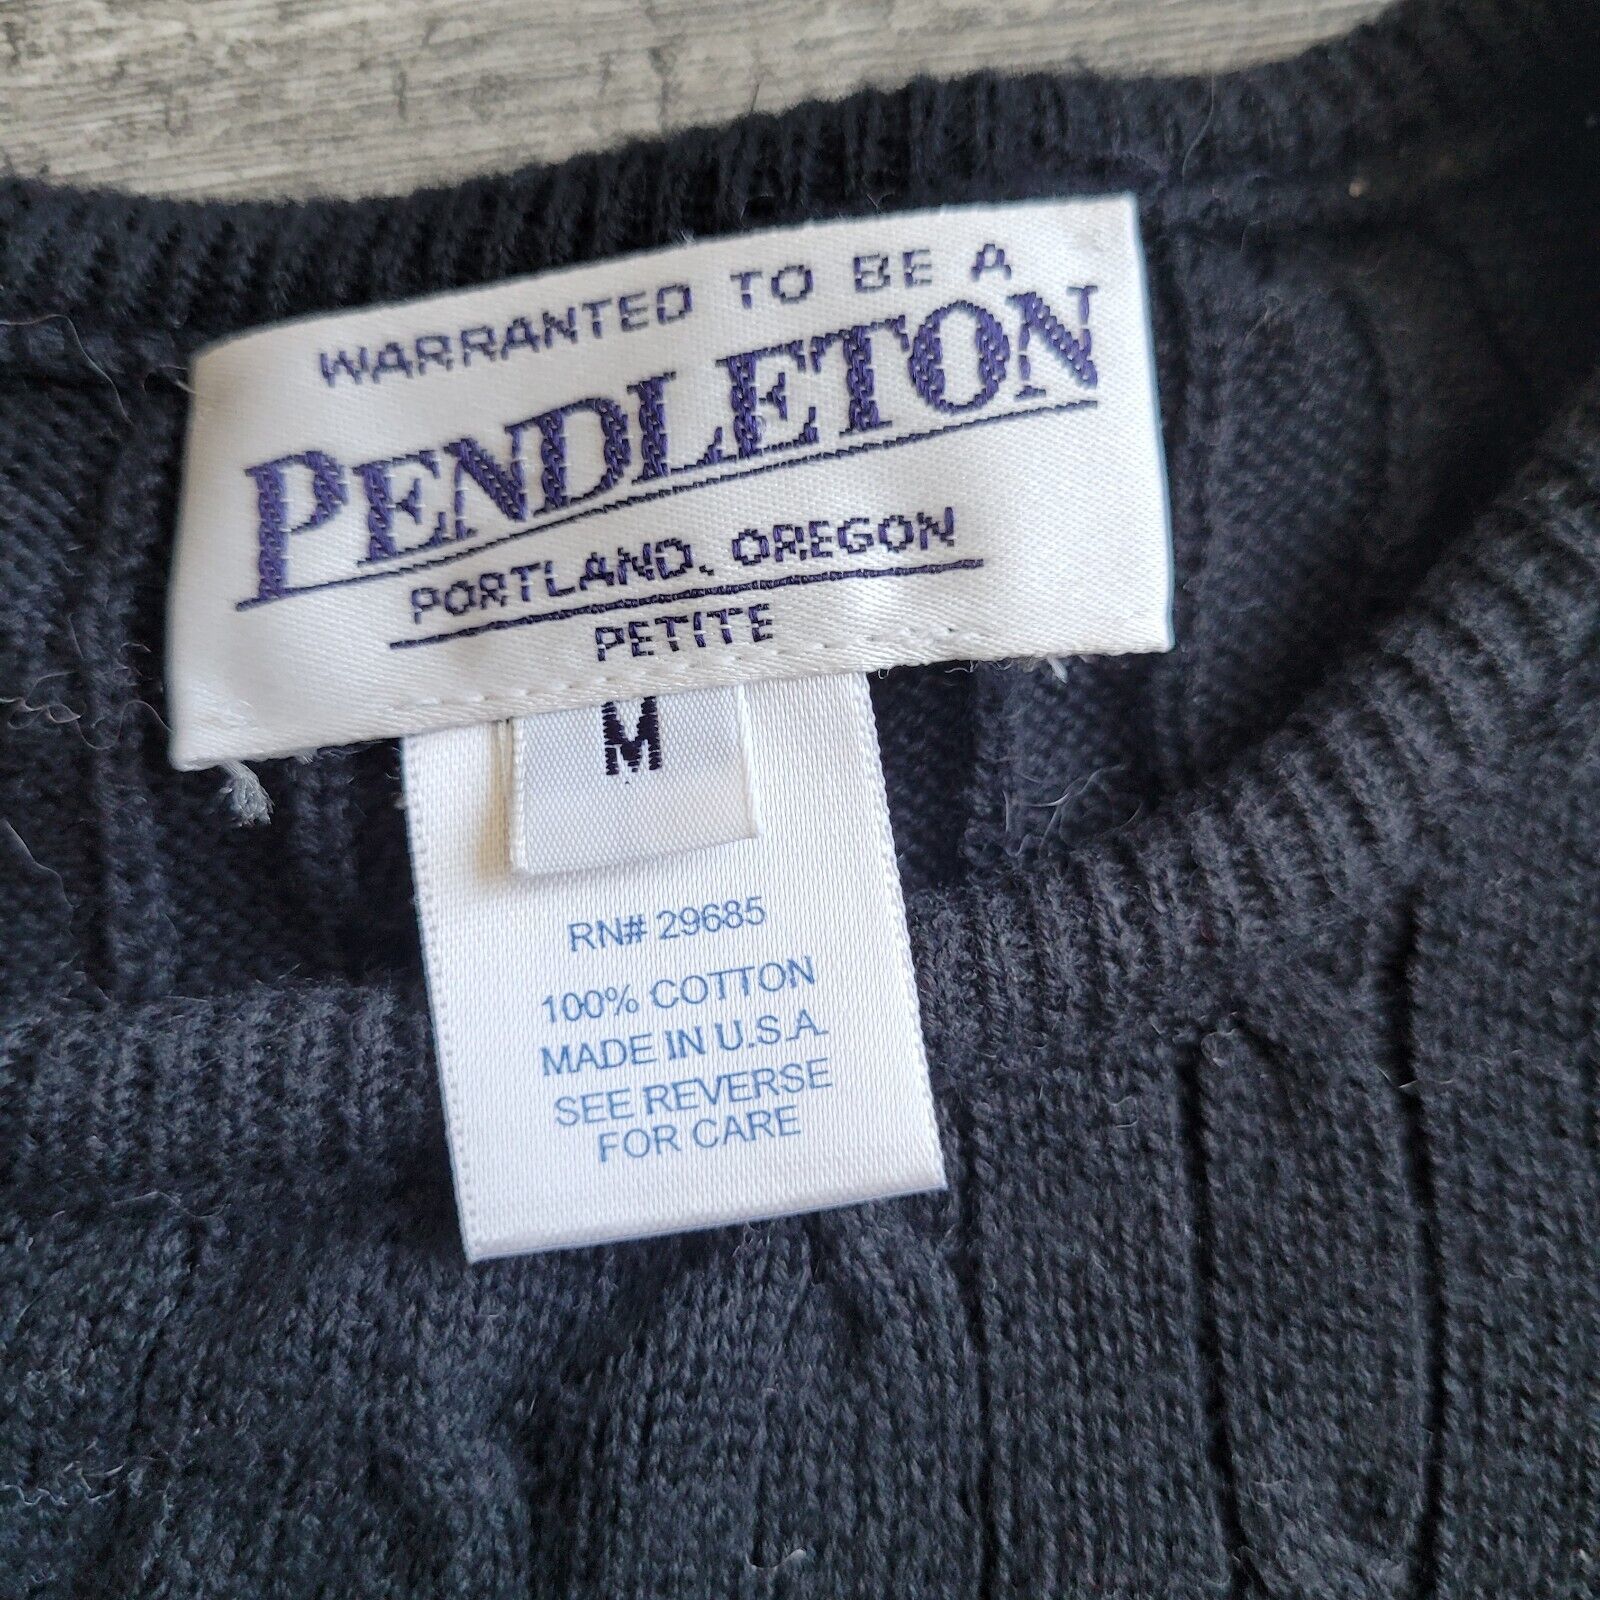 WARRANTED TO BE A
PENDLETON
PORTLAND, OREGON
PETITE
M
RN# 29685
100% COTTON
MADE IN U.S.A.
SEE REVERSE
FOR CARE